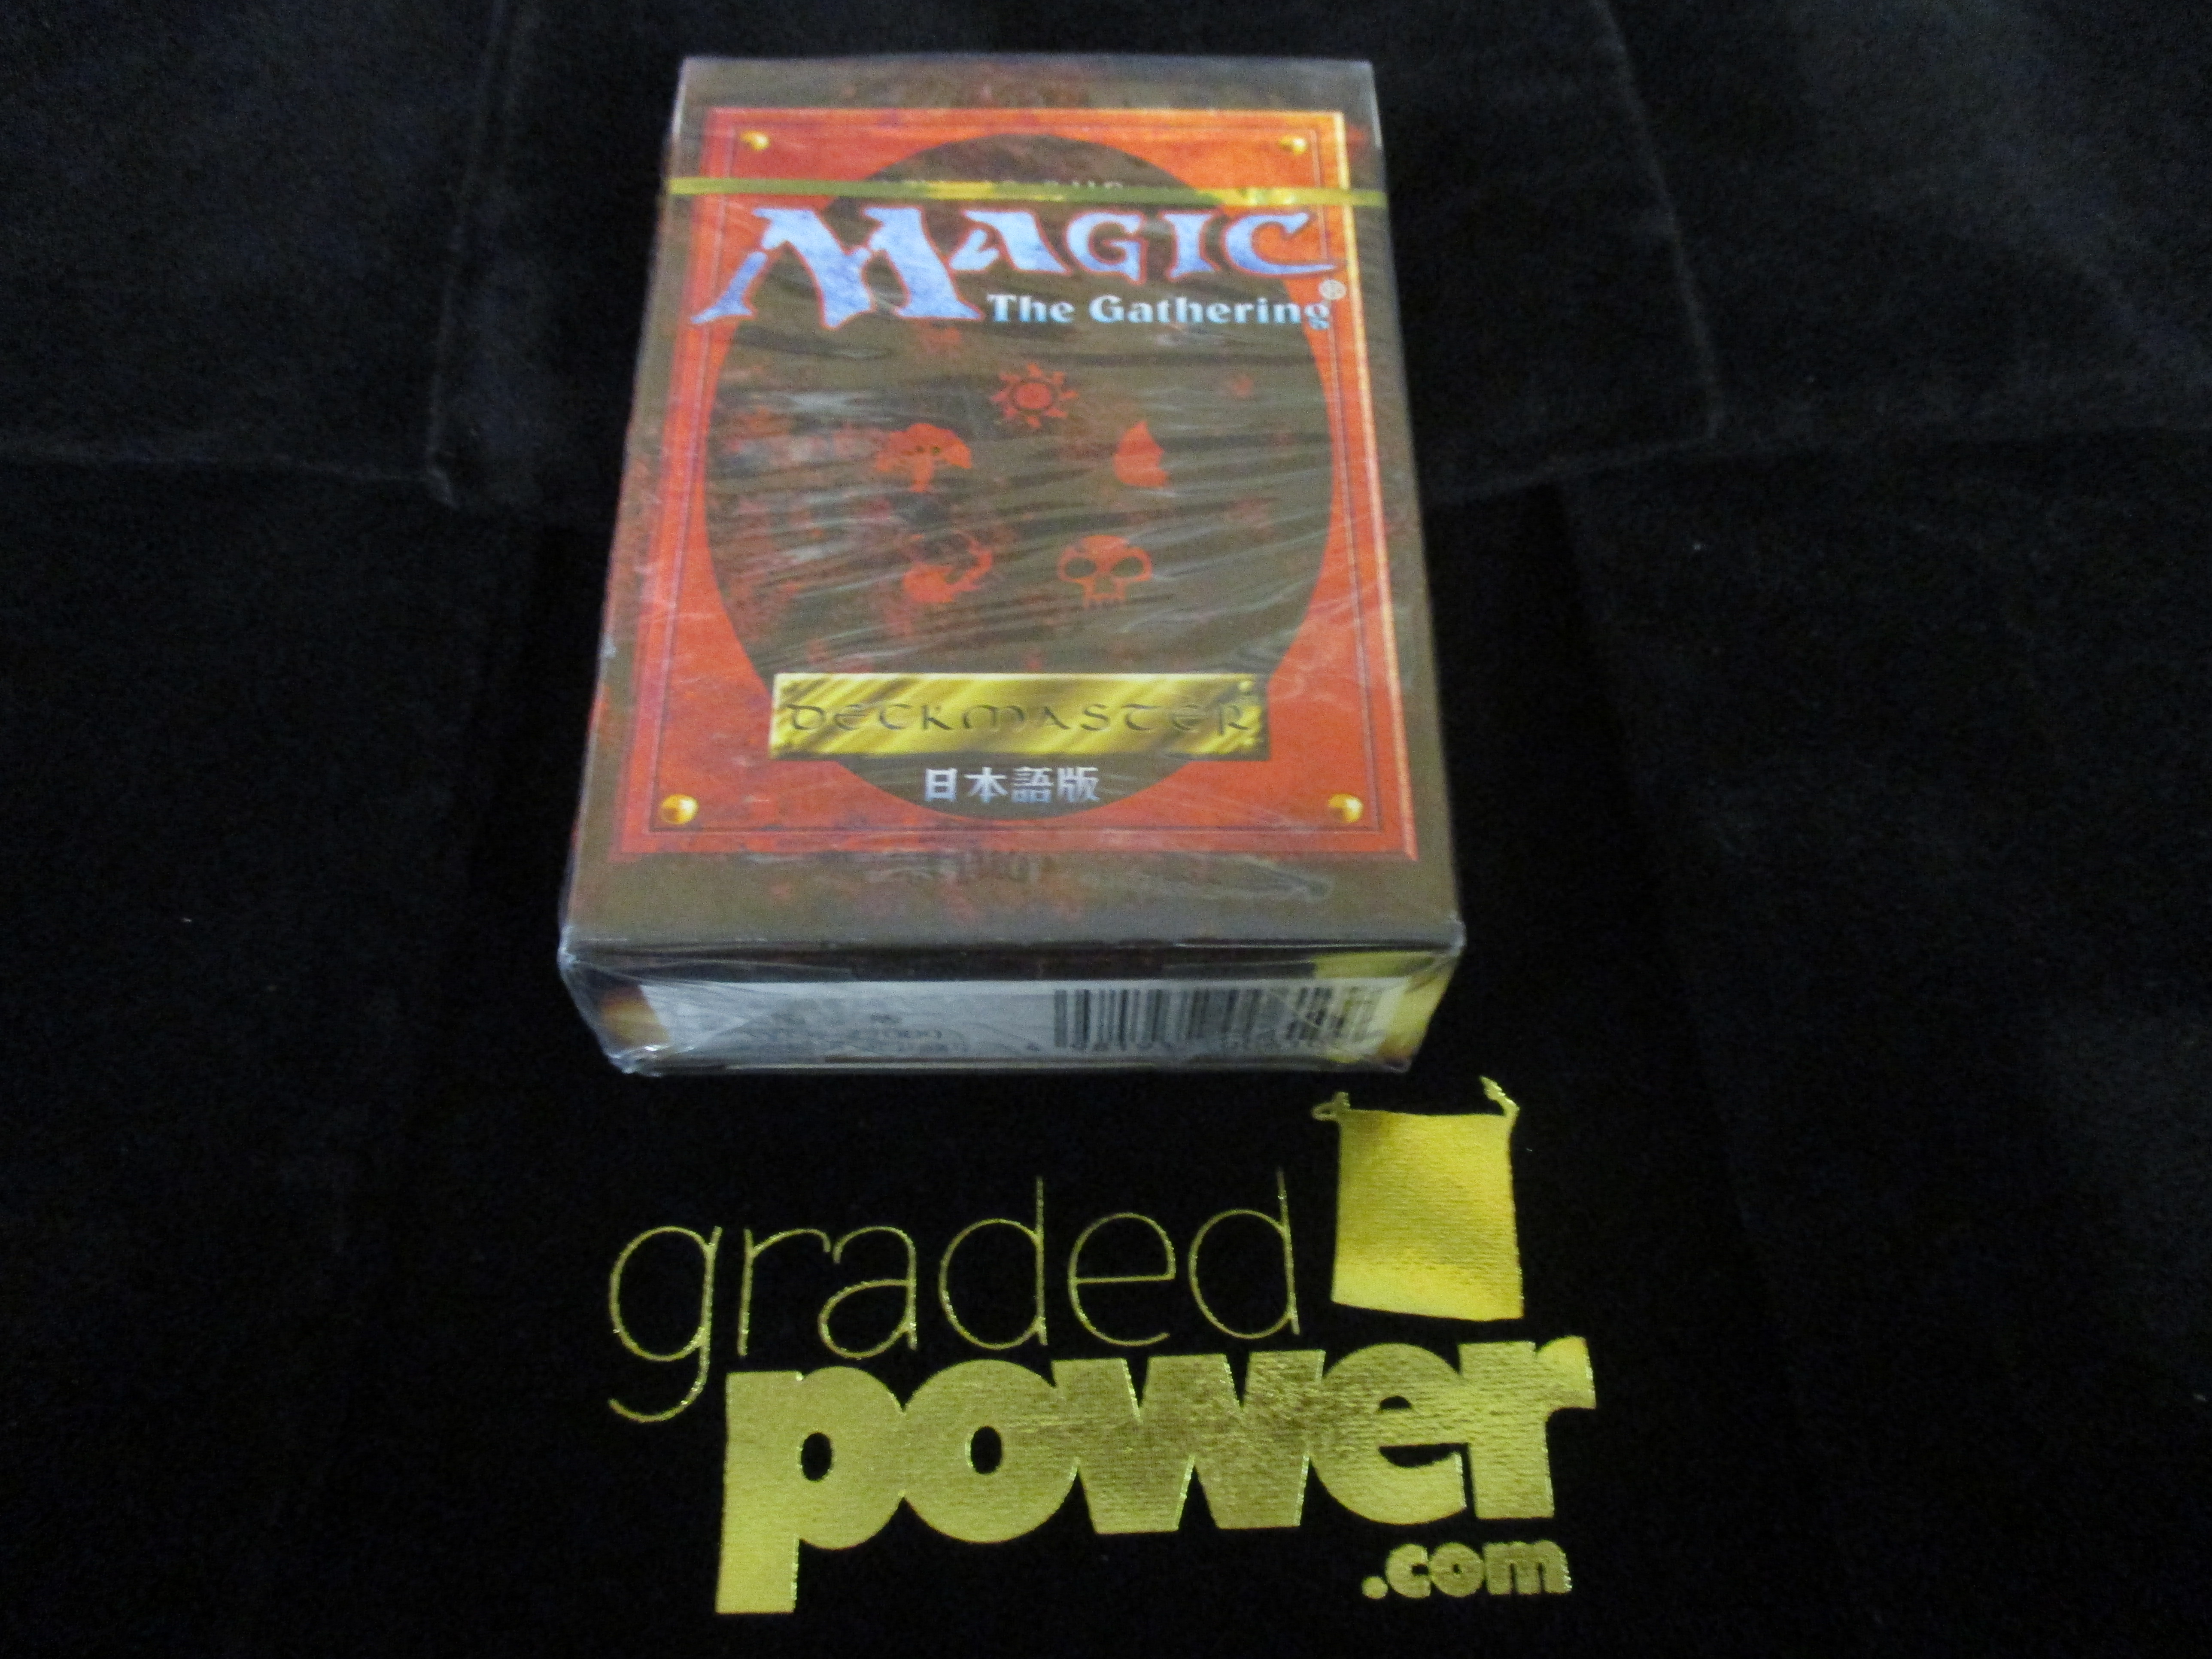 MAGIC
The Gathering®
DECKMASTER
日本語版
graded
power
.com